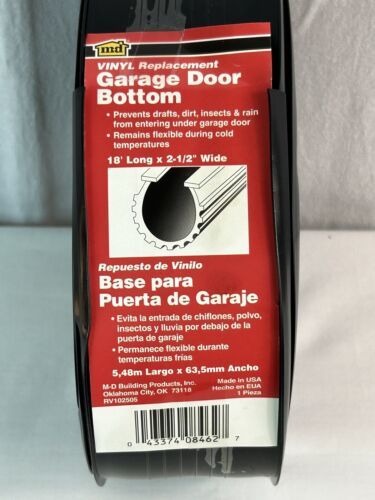 md
VINYL Replacement
Garage Door
Bottom
• Prevents drafts, dirt, insects & rain
from entering under garage door
• Remains flexible during cold
temperatures
18' Long x 2-1/2" Wide
Repuesto de Vinilo
Base para
Puerta de Garaje
• Evita la entrada de chiflones, polvo,
insectos y lluvia por debajo de la
puerta de garaje
• Permanece flexible durante
temperaturas frías
5,48m Largo x 63,5mm Ancho
M-D Building Products, Inc.
Oklahoma City, OK 73118
RV102505
Made in USA
Hecho en EUA
1 Pieza
0 43374 08462 7